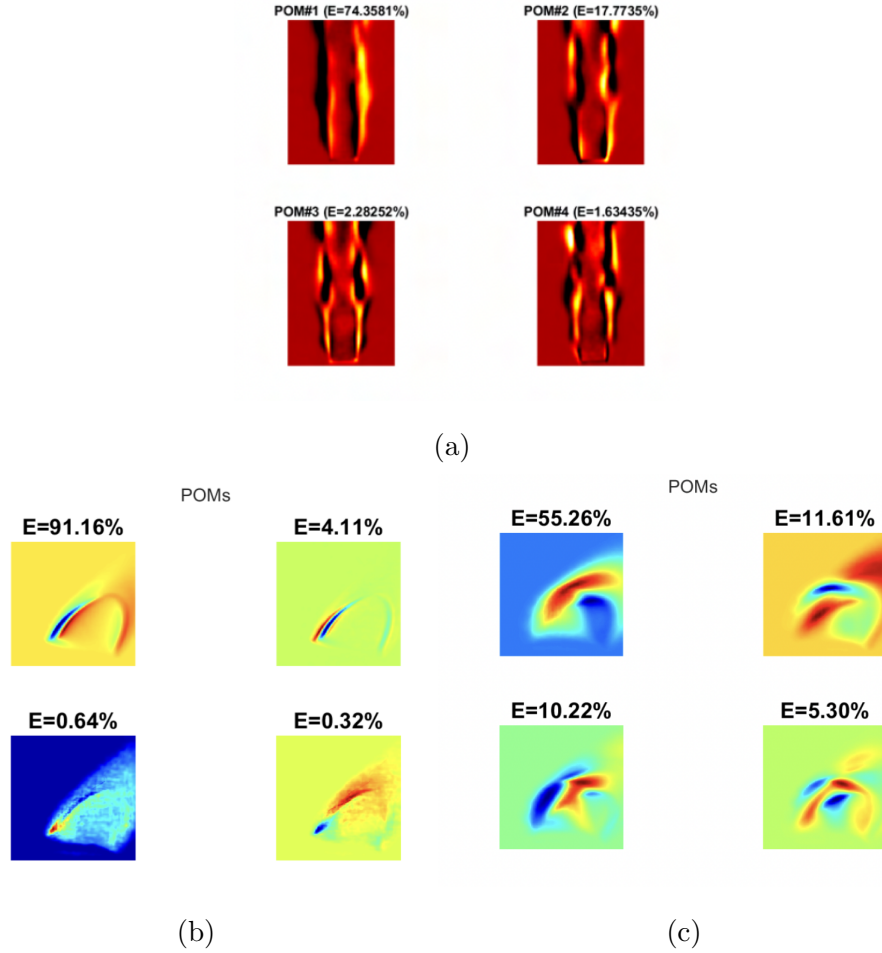 POM#1 (E=74.3581%) POM#2 (E=17.7735%)
POM#3 (E=2.28252%) POM#4 (E=1.63435%)
(a)
POMs
E=91.16% E=4.11%
E=0.64% E=0.32%
(b)
POMs
E=55.26% E=11.61%
E=10.22% E=5.30%
(c)